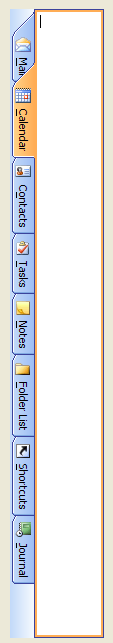 Mail
Calendar
Contacts
Tasks
Notes
Folder List
Shortcuts
Journal